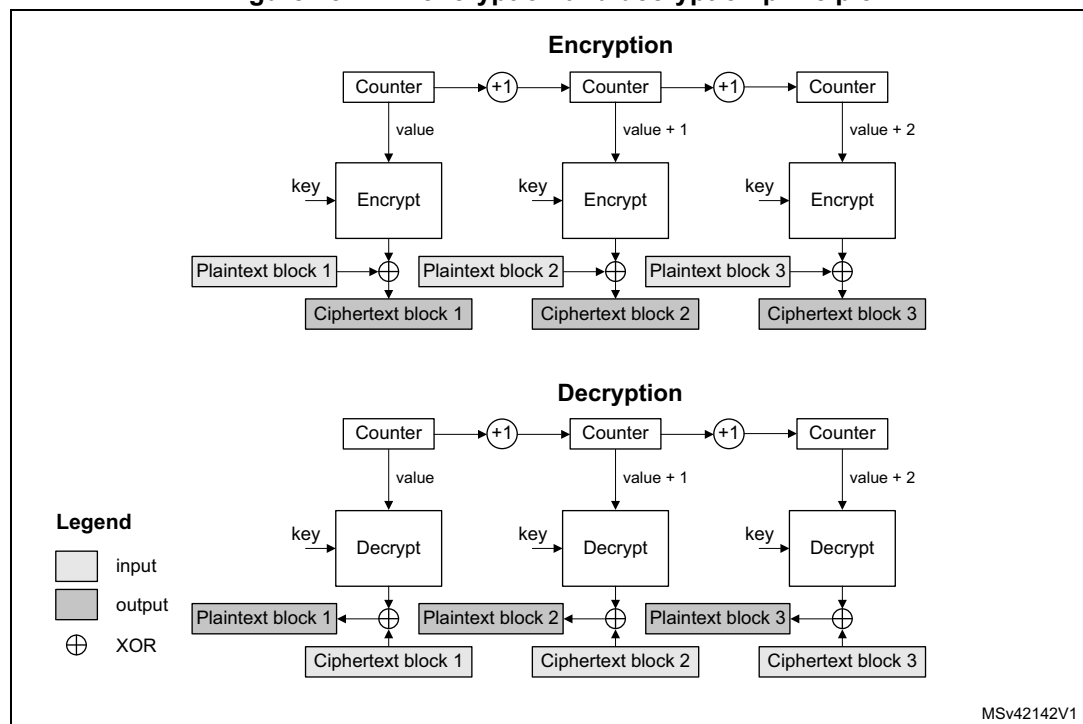 Encryption
Counter +1 Counter +1 Counter
value value + 1 value + 2
key Encrypt key Encrypt key Encrypt
Plaintext block 1 Plaintext block 2 Plaintext block 3
Ciphertext block 1 Ciphertext block 2 Ciphertext block 3
Decryption
Counter +1 Counter +1 Counter
value value + 1 value + 2
key Decrypt key Decrypt key Decrypt
Plaintext block 1 Plaintext block 2 Plaintext block 3
Ciphertext block 1 Ciphertext block 2 Ciphertext block 3
Legend
input
output
XOR
MSv42142V1